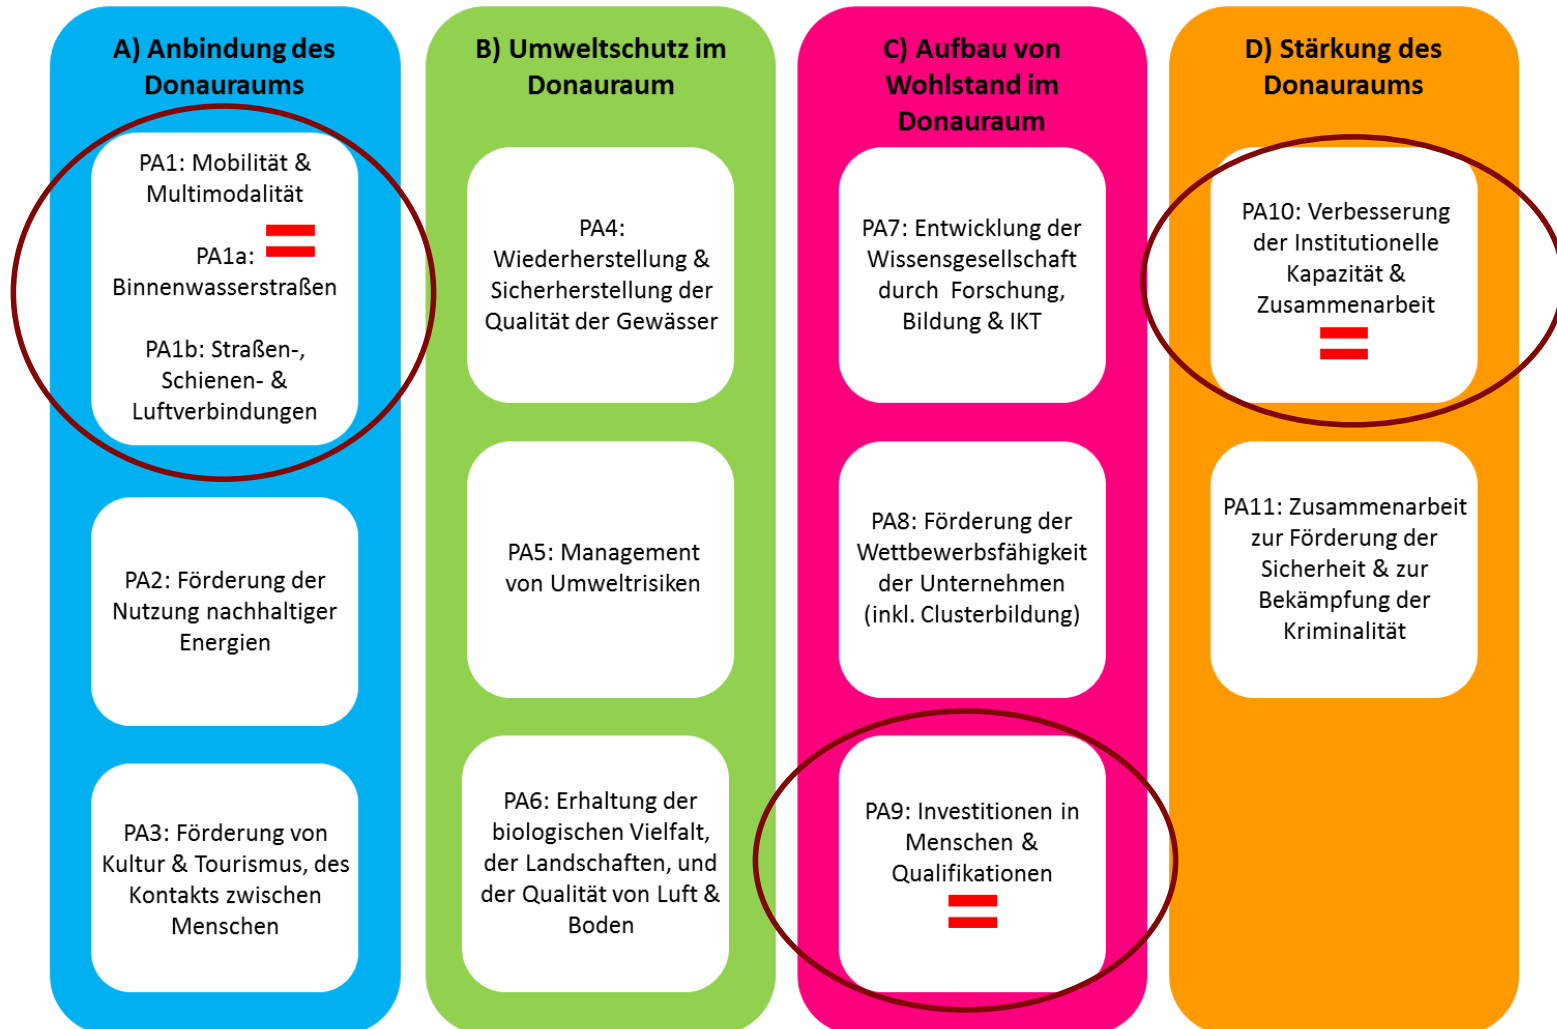 A) Anbindung des
Donauraums
PA1: Mobilität &
Multimodalität
PA1a:
Binnenwasserstraßen
PA1b: Straßen-,
Schienen- &
Luftverbindungen
PA2: Förderung der
Nutzung nachhaltiger
Energien
PA3: Förderung von
Kultur & Tourismus, des
Kontakts zwischen
Menschen
B) Umweltschutz im
Donauraum
PA4:
Wiederherstellung &
Sicherherstellung der
Qualität der Gewässer
PA5: Management
von Umweltrisiken
PA6: Erhaltung der
biologischen Vielfalt,
der Landschaften, und
der Qualität von Luft &
Boden
C) Aufbau von
Wohlstand im
Donauraum
PA7: Entwicklung der
Wissensgesellschaft
durch Forschung,
Bildung & IKT
PA8: Förderung der
Wettbewerbsfähigkeit
der Unternehmen
(inkl. Clusterbildung)
PA9: Investitionen in
Menschen &
Qualifikationen
D) Stärkung des
Donauraums
PA10: Verbesserung
der Institutionelle
Kapazität &
Zusammenarbeit
PA11: Zusammenarbeit
zur Förderung der
Sicherheit & zur
Bekämpfung der
Kriminalität